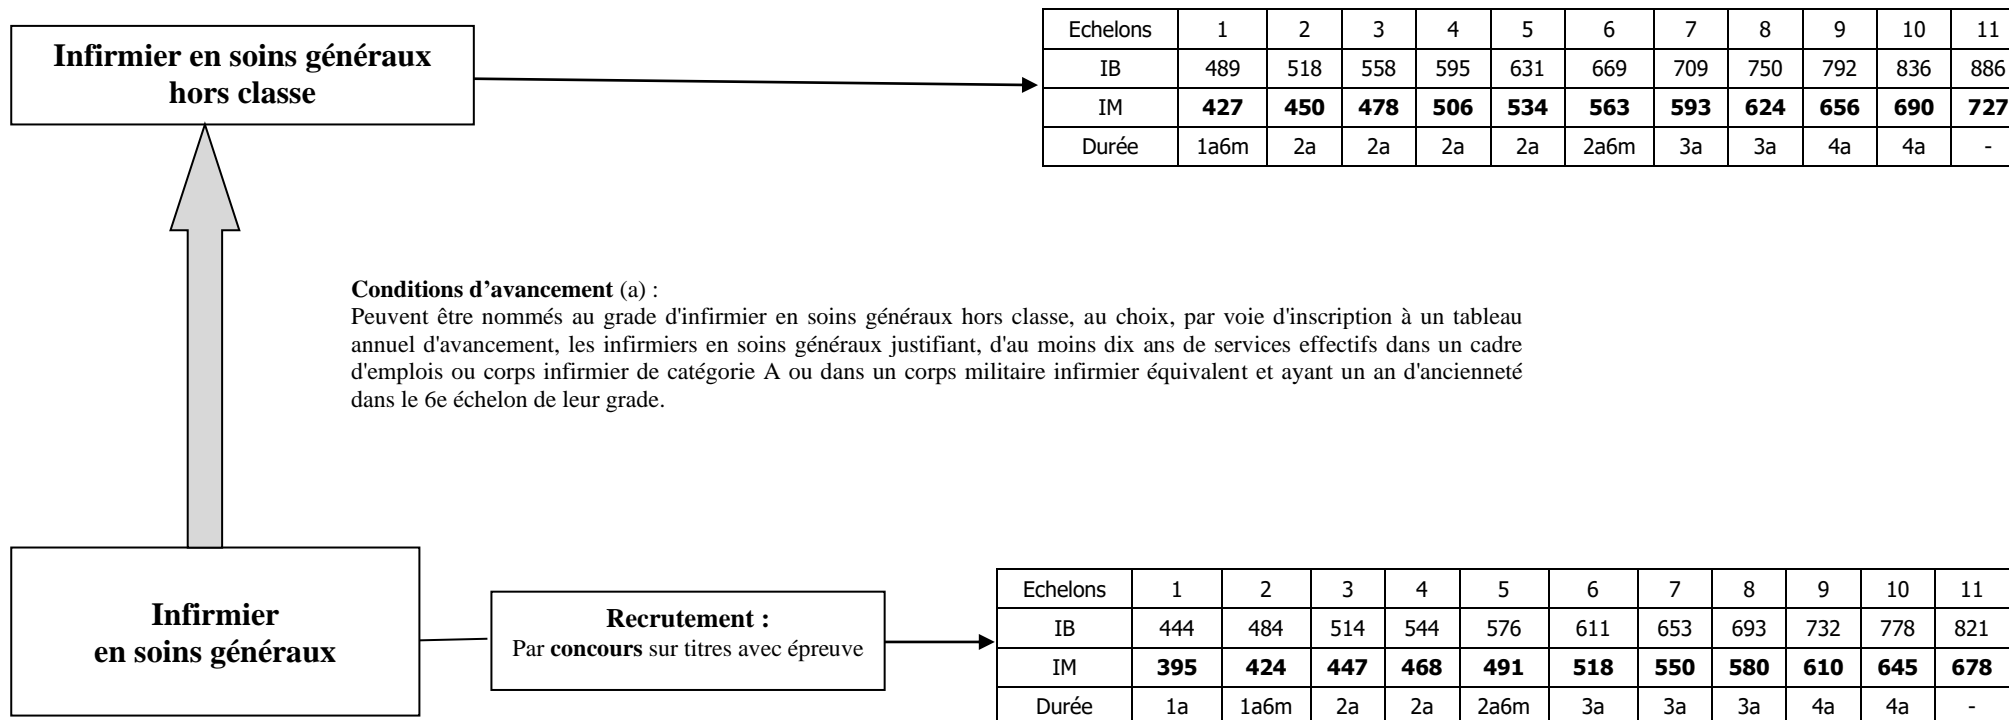 Infirmier en soins généraux
hors classe
Echelons 1 2 3 4 5 6 7 8 9 10 11
IB 489 518 558 595 631 669 709 750 792 836 886
IM 427 450 478 506 534 563 593 624 656 690 727
Durée 1a6m 2a 2a 2a 2a 2a6m 3a 3a 4a 4a -
Conditions d'avancement (a) :
Peuvent être nommés au grade d'infirmier en soins généraux hors classe, au choix, par voie d'inscription à un tableau
annuel d'avancement, les infirmiers en soins généraux justifiant, d'au moins dix ans de services effectifs dans un cadre
d'emplois ou corps infirmier de catégorie A ou dans un corps militaire infirmier équivalent et ayant un an d'ancienneté
dans le 6e échelon de leur grade.
Infirmier
en soins généraux
Recrutement :
Par concours sur titres avec épreuve
Echelons 1 2 3 4 5 6 7 8 9 10 11
IB 444 484 514 544 576 611 653 693 732 778 821
IM 395 424 447 468 491 518 550 580 610 645 678
Durée 1a 1a6m 2a 2a 2a6m 3a 3a 3a 4a 4a -